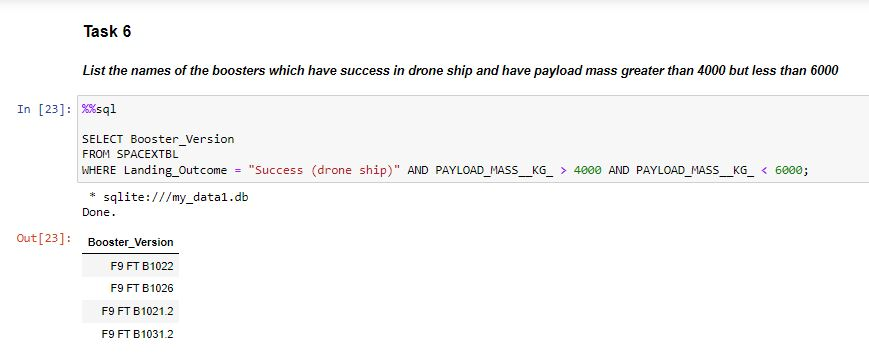 Task 6
List the names of the boosters which have success in drone ship and have payload mass greater than 4000 but less than 6000
In [23]: %%sql
SELECT Booster_Version
FROM SPACEXTBL
WHERE Landing_Outcome = "Success (drone ship)" AND PAYLOAD_MASS__KG_ > 4000 AND PAYLOAD_MASS__KG_ < 6000;
* sqlite:///my_data1.db
Done.
Out[23]: Booster_Version
F9 FT B1022
F9 FT B1026
F9 FT B1021.2
F9 FT B1031.2